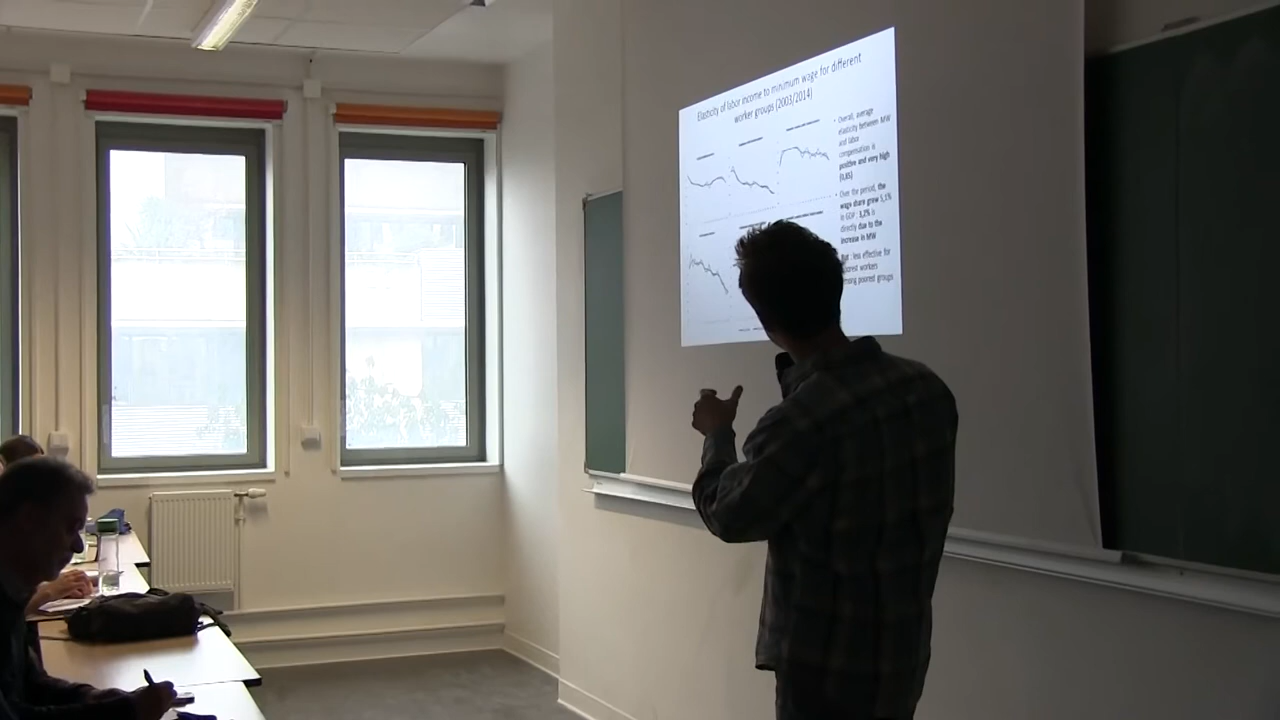 Elasticity of labor income to minimum wage for different
worker groups (2003/2014)
• Overall, average
elasticity between MW
and labor
compensation is
positive and very high
(0,85)
• Over the period, the
wage share grew 5,1%
in GDP : 3,2% is
directly due to the
increase in MW
less effective for
workers
among poored groups